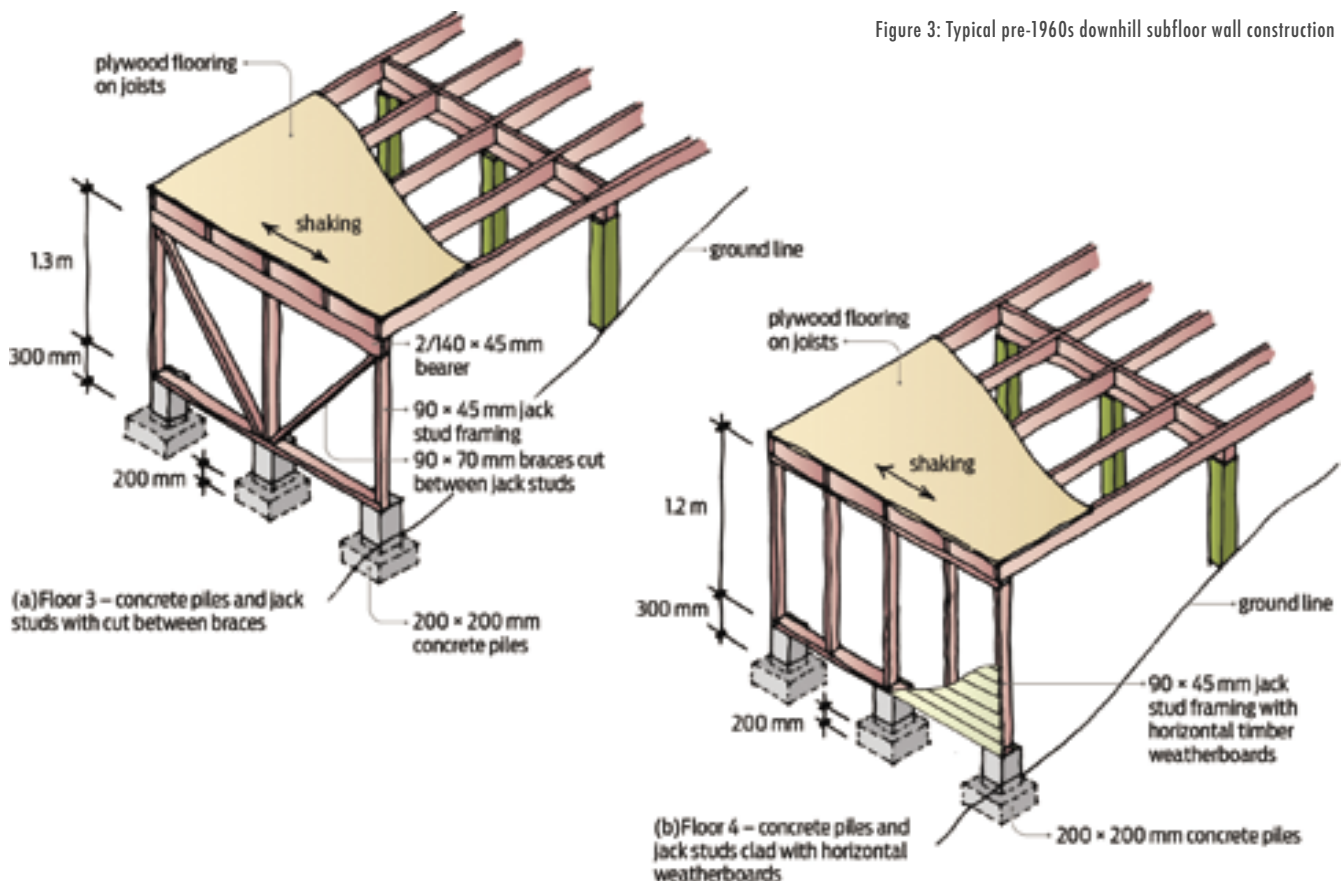 Figure 3: Typical pre-1960s downhill subfloor wall construction
plywood flooring
on joists
shaking
1.3 m
300 mm
200 mm
ground line
2/140 × 45 mm
bearer
90 × 45 mm jack
stud framing
90 × 70 mm braces cut
between jack studs
(a)Floor 3 – concrete piles and jack
studs with cut between braces
200 × 200 mm
concrete piles
plywood flooring
on joists
shaking
1.2 m
300 mm
200 mm
ground line
90 × 45 mm jack
stud framing with
horizontal timber
weatherboards
(b)Floor 4 – concrete piles and
jack studs clad with horizontal
weatherboards
200 × 200 mm concrete piles